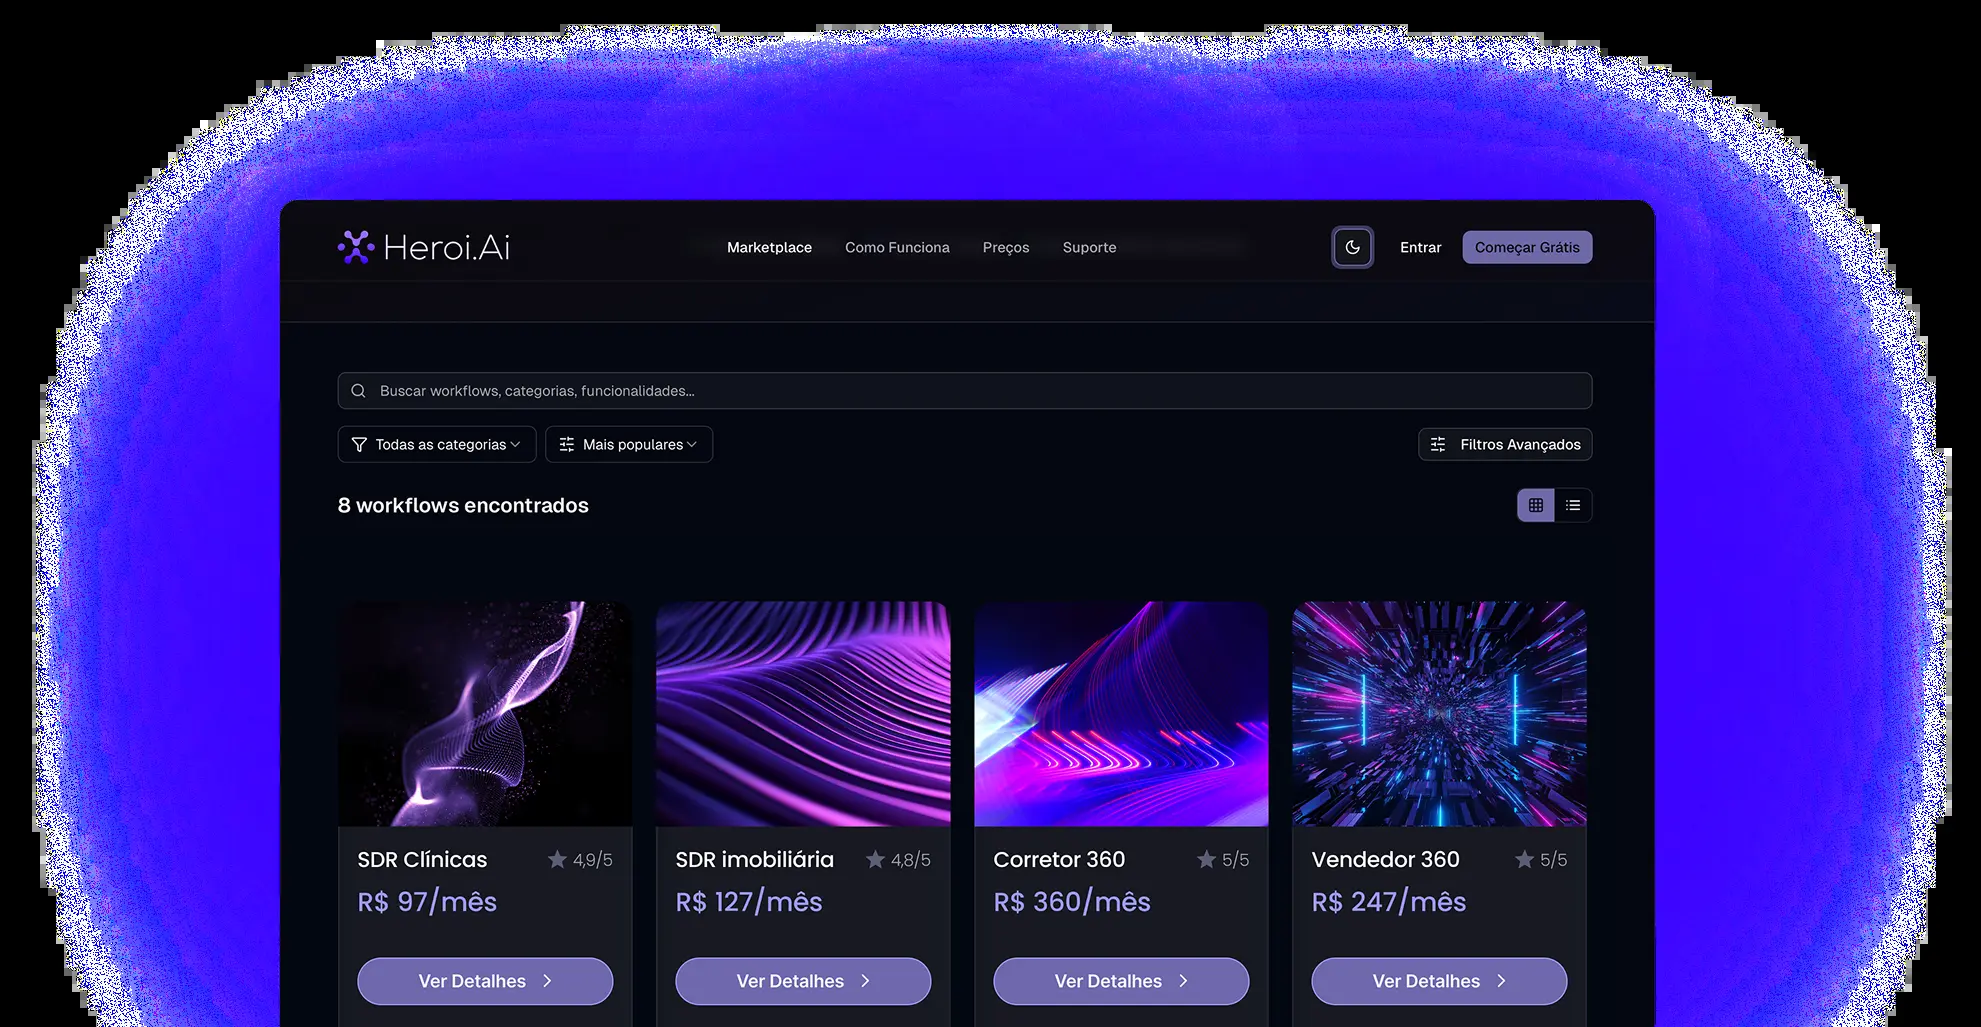 Heroi.Ai
Marketplace Como Funciona Preços Suporte
Entrar Começar Grátis
Buscar workflows, categorias, funcionalidades...
Todas as categorias Mais populares Filtros Avançados
8 workflows encontrados
SDR Clínicas 4,9/5
R$ 97/mês
Ver Detalhes
SDR imobiliária 4,8/5
R$ 127/mês
Ver Detalhes
Corretor 360 5/5
R$ 360/mês
Ver Detalhes
Vendedor 360 5/5
R$ 247/mês
Ver Detalhes